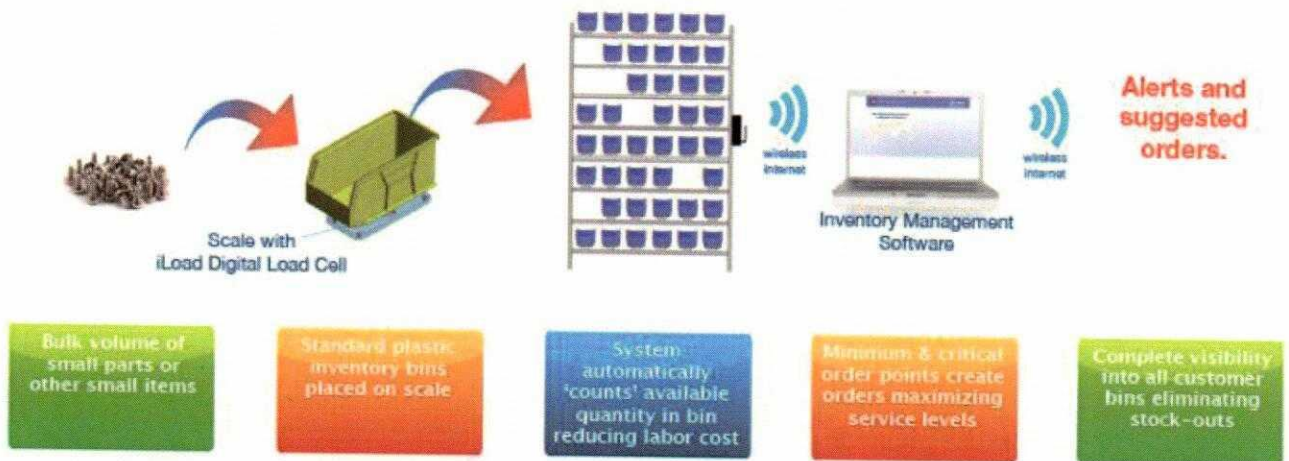 Alerts and
suggested
orders.
wireless
internet
wireless
internet
Scale with
iLoad Digital Load Cell
Inventory Management
Software
Bulk volume of
small parts or
other small items
Standard plastic
inventory bins
placed on scale
System
automatically
'counts' available
quantity in bin
reducing labor cost
Minimum & critical
order points create
orders maximizing
service levels
Complete visibility
into all customer
bins eliminating
stock-outs